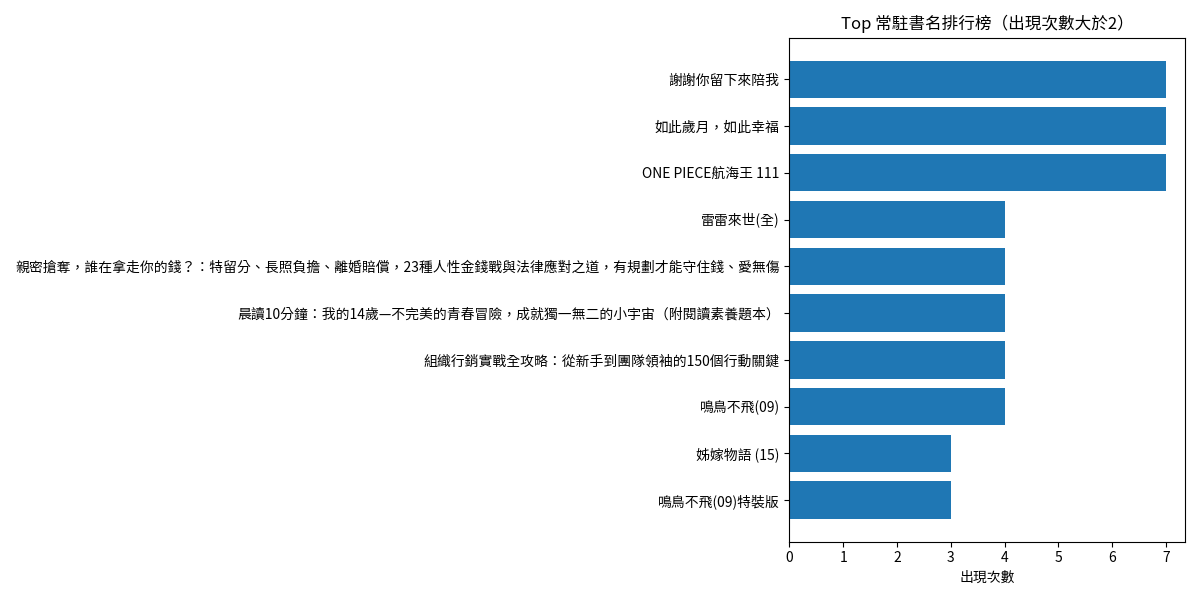 Top 常駐書名排行榜（出現次數大於2）
謝謝你留下來陪我
如此歲月，如此幸福
ONE PIECE航海王 111
雷雷來世(全)
親密搶奪，誰在拿走你的錢？：特留分、長照負擔、離婚賠償，23種人性金錢戰與法律應對之道，有規劃才能守住錢、愛無傷
晨讀10分鐘：我的14歲—不完美的青春冒險，成就獨一無二的小宇宙（附閱讀素養題本）
組織行銷實戰全攻略：從新手到團隊領袖的150個行動關鍵
鳴鳥不飛(09)
姊嫁物語 (15)
鳴鳥不飛(09)特裝版
0 1 2 3 4 5 6 7
出現次數